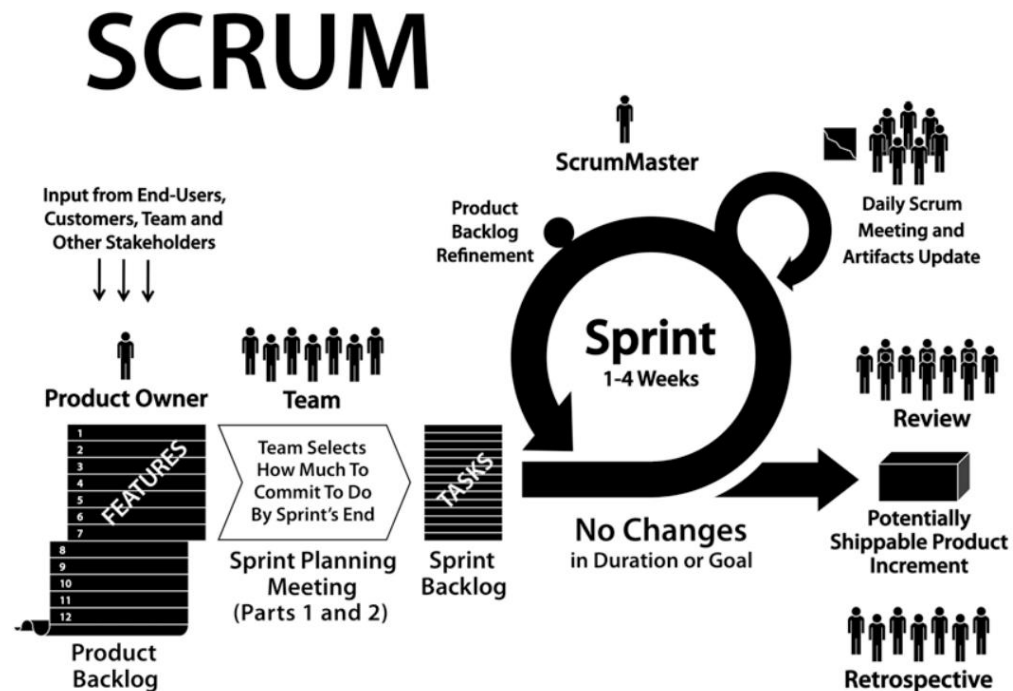 SCRUM
Input from End-Users,
Customers, Team and
Other Stakeholders
Product Owner
1
2
3
4
5
6
7
FEATURES
8
9
10
11
12
Product
Backlog
Team
Team Selects
How Much To
Commit To Do
By Sprint's End
Sprint Planning
Meeting
(Parts 1 and 2)
TASKS
Sprint
Backlog
ScrumMaster
Product
Backlog
Refinement
Sprint
1-4 Weeks
No Changes
in Duration or Goal
Daily Scrum
Meeting and
Artifacts Update
Review
Potentially
Shippable Product
Increment
Retrospective